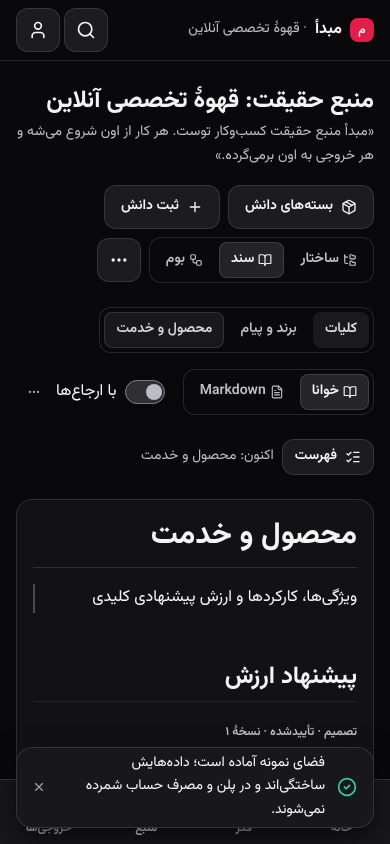 م مبدأ · قهوهٔ تخصصی آنلاین
منبع حقیقت: قهوهٔ تخصصی آنلاین
«مبدأ منبع حقیقت کسب‌وکار توست. هر کار از اون شروع می‌شه و
هر خروجی به اون برمی‌گرده.»
بسته‌های دانش
ثبت دانش
ساختار
سند
بوم
کلیات
برند و پیام
محصول و خدمت
خوانا
Markdown
با ارجاع‌ها
فهرست
اکنون: محصول و خدمت
محصول و خدمت
ویژگی‌ها، کارکردها و ارزش پیشنهادی کلیدی
پیشنهاد ارزش
تصمیم · تأییدشده · نسخهٔ ۱
فضای نمونه آماده است؛ داده‌هایش
ساختگی‌اند و در پلن و مصرف حساب شمرده
نمی‌شوند.